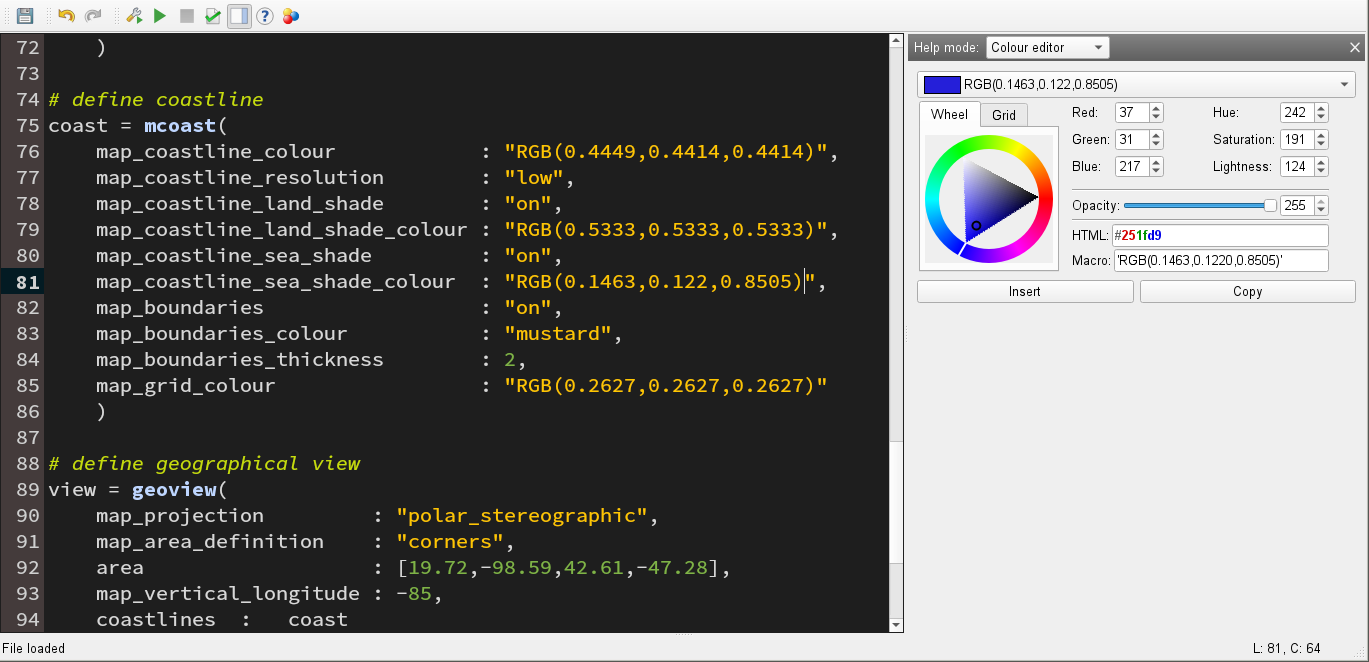 72     )
73
74 # define coastline
75 coast = mcoast(
76     map_coastline_colour            : "RGB(0.4449,0.4414,0.4414)",
77     map_coastline_resolution        : "low",
78     map_coastline_land_shade        : "on",
79     map_coastline_land_shade_colour : "RGB(0.5333,0.5333,0.5333)",
80     map_coastline_sea_shade         : "on",
81     map_coastline_sea_shade_colour  : "RGB(0.1463,0.122,0.8505)",
82     map_boundaries                  : "on",
83     map_boundaries_colour           : "mustard",
84     map_boundaries_thickness        : 2,
85     map_grid_colour                 : "RGB(0.2627,0.2627,0.2627)"
86     )
87
88 # define geographical view
89 view = geoview(
90     map_projection         : "polar_stereographic",
91     map_area_definition    : "corners",
92     area                   : [19.72,-98.59,42.61,-47.28],
93     map_vertical_longitude : -85,
94     coastlines  :   coast
Help mode: Colour editor
RGB(0.1463,0.122,0.8505)
Wheel Grid
Red: 37 Hue: 242
Green: 31 Saturation: 191
Blue: 217 Lightness: 124
Opacity: 255
HTML: #251fd9
Macro: 'RGB(0.1463,0.1220,0.8505)'
Insert Copy
File loaded L: 81, C: 64